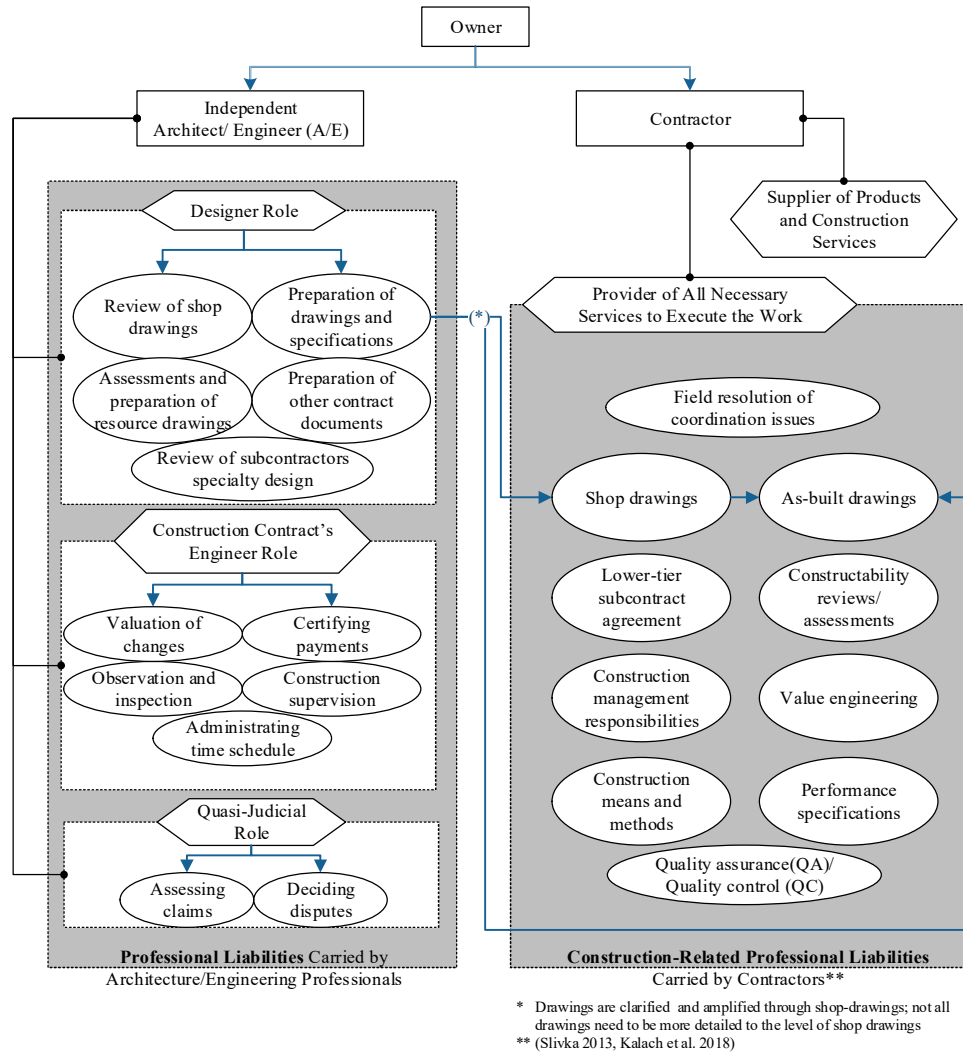 Owner
Independent
Architect/ Engineer (A/E)
Contractor
Supplier of Products
and Construction
Services
Designer Role
Review of shop
drawings
Preparation of
drawings and
specifications
(*)
Assessments and
preparation of
resource drawings
Preparation of
other contract
documents
Review of subcontractors
specialty design
Construction Contract's
Engineer Role
Valuation of
changes
Certifying
payments
Observation and
inspection
Construction
supervision
Administrating
time schedule
Quasi-Judicial
Role
Assessing
claims
Deciding
disputes
Professional Liabilities Carried by
Architecture/Engineering Professionals
Provider of All Necessary
Services to Execute the Work
Field resolution of
coordination issues
Shop drawings
As-built drawings
Lower-tier
subcontract
agreement
Constructability
reviews/
assessments
Construction
management
responsibilities
Value engineering
Construction
means and
methods
Performance
specifications
Quality assurance(QA)/
Quality control (QC)
Construction-Related Professional Liabilities
Carried by Contractors**
* Drawings are clarified and amplified through shop-drawings; not all
drawings need to be more detailed to the level of shop drawings
** (Slivka 2013, Kalach et al. 2018)